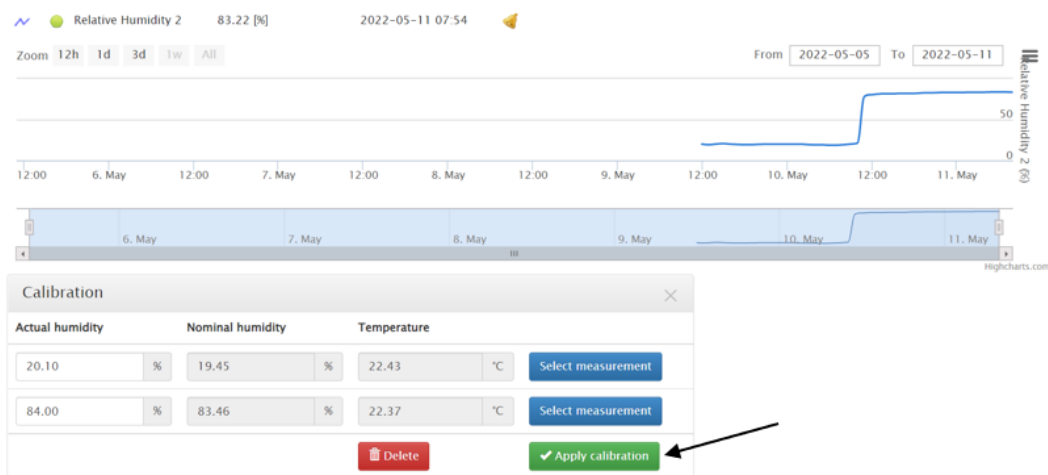 Relative Humidity 2 83.22 [%] 2022-05-11 07:54
Zoom 12h 1d 3d 1w All From 2022-05-05 To 2022-05-11
Relative Humidity 2 (%)
50
0
12:00 6. May 12:00 7. May 12:00 8. May 12:00 9. May 12:00 10. May 12:00 11. May
6. May 7. May 8. May 9. May 10. May 11. May
Highcharts.com
Calibration
Actual humidity Nominal humidity Temperature
20.10 % 19.45 % 22.43 °C Select measurement
84.00 % 83.46 % 22.37 °C Select measurement
Delete Apply calibration